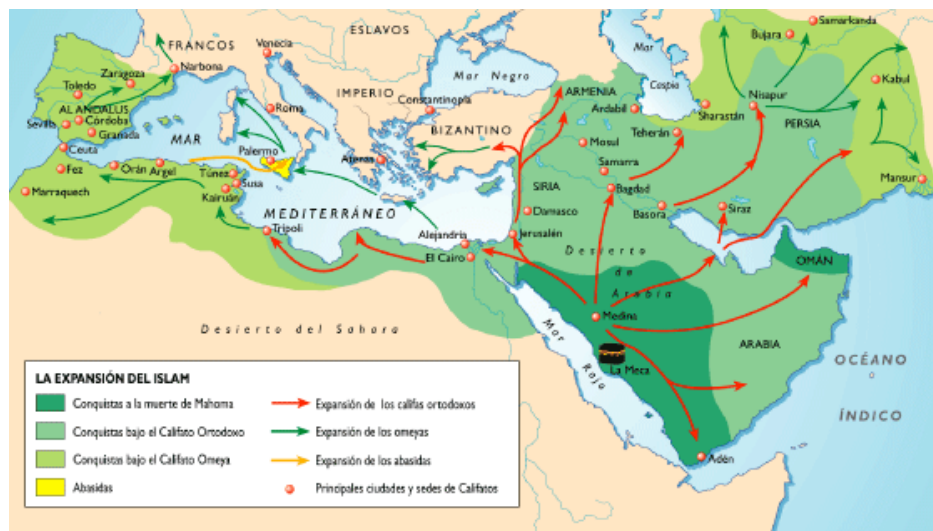 FRANCOS
ESLAVOS
Venecia
Narbona
Zaragoza
Toledo
AL ANDALUS
Córdoba
Sevilla
Granada
Ceuta
Fez
Marraquech
Orán
Argel
MAR
MEDITERRÁNEO
Roma
Palermo
Túnez
Susa
Kairuán
Trípoli
IMPERIO
BIZANTINO
Constantinopla
Atenas
Mar Negro
Alejandría
El Cairo
Jerusalén
Damasco
SIRIA
ARMENIA
Ardabil
Mosul
Samarra
Bagdad
Basora
Teherán
Mar
Caspio
Sharastán
Nisapur
PERSIA
Siraz
Samarkanda
Bujara
Kabul
Mansur
Desierto
de
Arabia
Medina
La Meca
Mar Rojo
ARABIA
OMÁN
Adén
OCÉANO
ÍNDICO
Desierto del Sahara
LA EXPANSIÓN DEL ISLAM
Conquistas a la muerte de Mahoma
Conquistas bajo el Califato Ortodoxo
Conquistas bajo el Califato Omeya
Abasidas
Expansión de los califas ortodoxos
Expansión de los omeyas
Expansión de los abasidas
Principales ciudades y sedes de Califatos